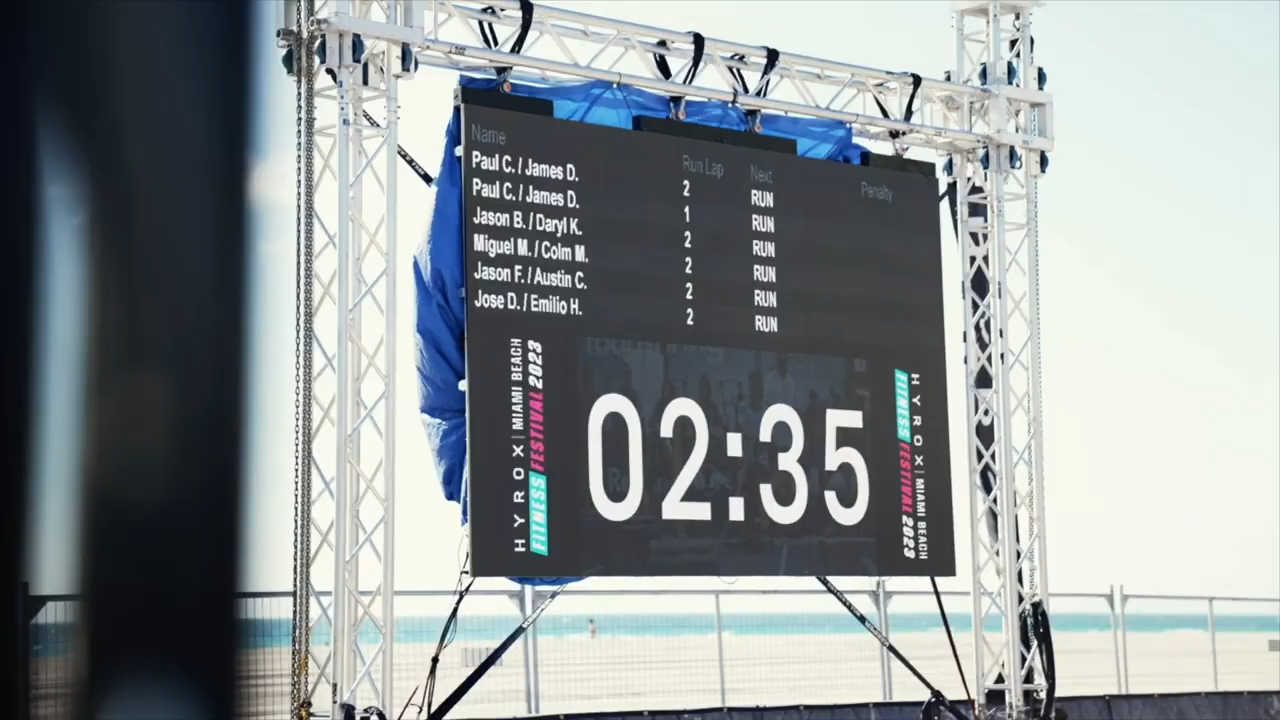 Name Run Lap Next Penalty
Paul C. / James D. 2 RUN
Paul C. / James D. 1 RUN
Jason B. / Daryl K. 2 RUN
Miguel M. / Colm M. 2 RUN
Jason F. / Austin C. 2 RUN
Jose D. / Emilio H. 2 RUN
HYROX | MIAMI BEACH
FITNESS FESTIVAL 2023
02:35
HYROX | MIAMI BEACH
FITNESS FESTIVAL 2023